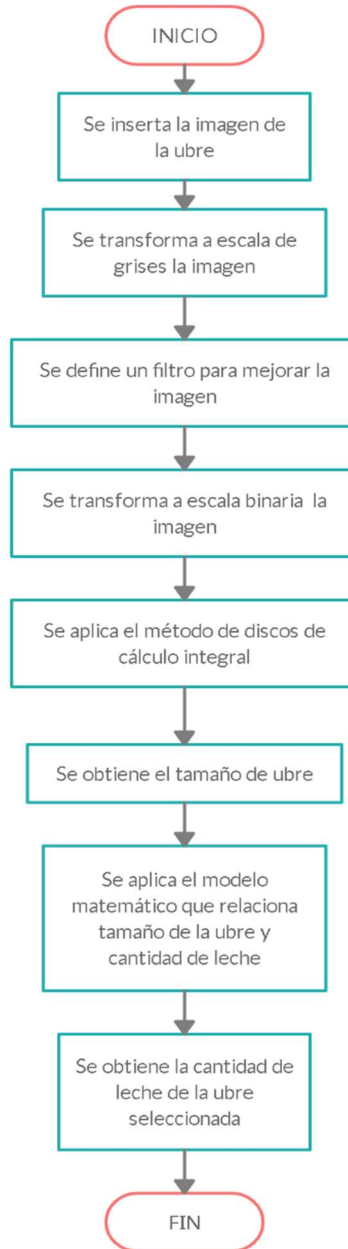 INICIO
Se inserta la imagen de
la ubre
Se transforma a escala de
grises la imagen
Se define un filtro para mejorar la
imagen
Se transforma a escala binaria la
imagen
Se aplica el método de discos de
cálculo integral
Se obtiene el tamaño de ubre
Se aplica el modelo
matemático que relaciona
tamaño de la ubre y
cantidad de leche
Se obtiene la cantidad de
leche de la ubre
seleccionada
FIN